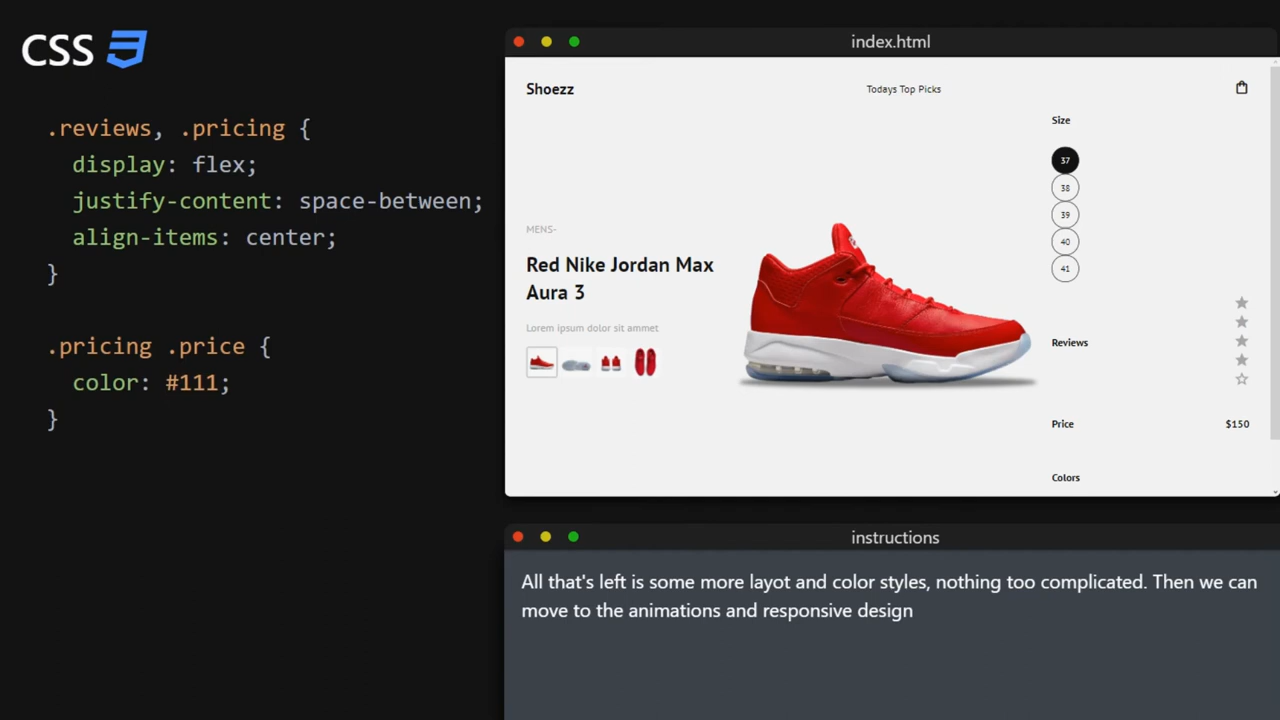 CSS
.reviews, .pricing {
display: flex;
justify-content: space-between;
align-items: center;
}
.pricing .price {
color: #111;
}
index.html
Shoezz
Todays Top Picks
MENS-
Red Nike Jordan Max
Aura 3
Lorem ipsum dolor sit ammet
Size
37
38
39
40
41
Reviews
Price $150
Colors
instructions
All that's left is some more layot and color styles, nothing too complicated. Then we can
move to the animations and responsive design